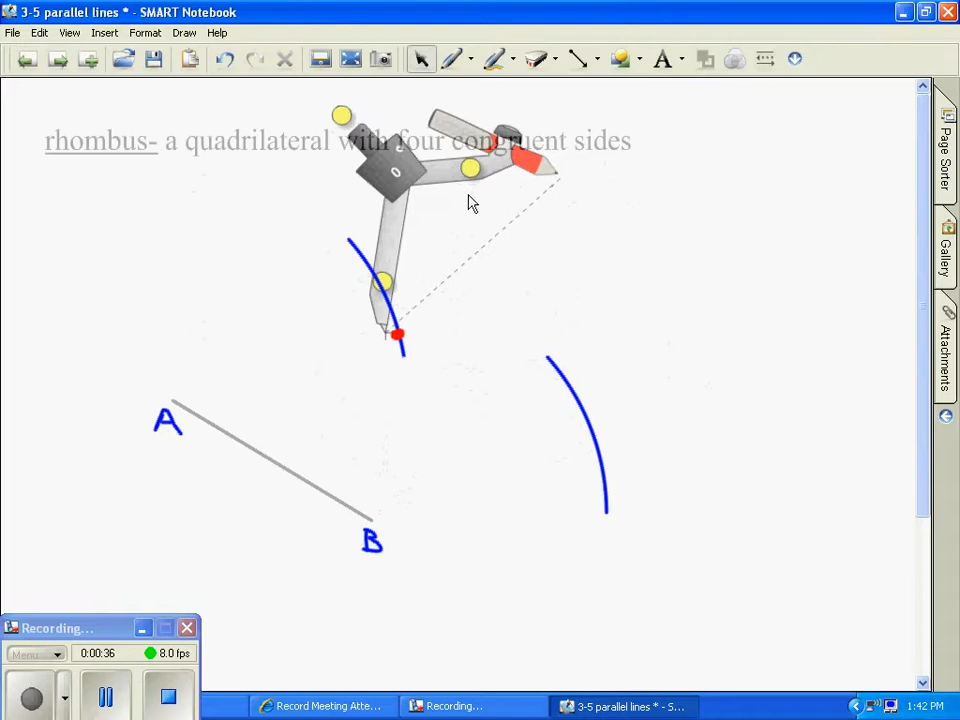 3-5 parallel lines * - SMART Notebook
File Edit View Insert Format Draw Help
rhombus- a quadrilateral with four congruent sides
0
A
B
Page Sorter
Gallery
Attachments
Recording...
Menu 0:00:36 8.0 fps
Record Meeting Atte... Recording... 3-5 parallel lines * - S... 1:42 PM